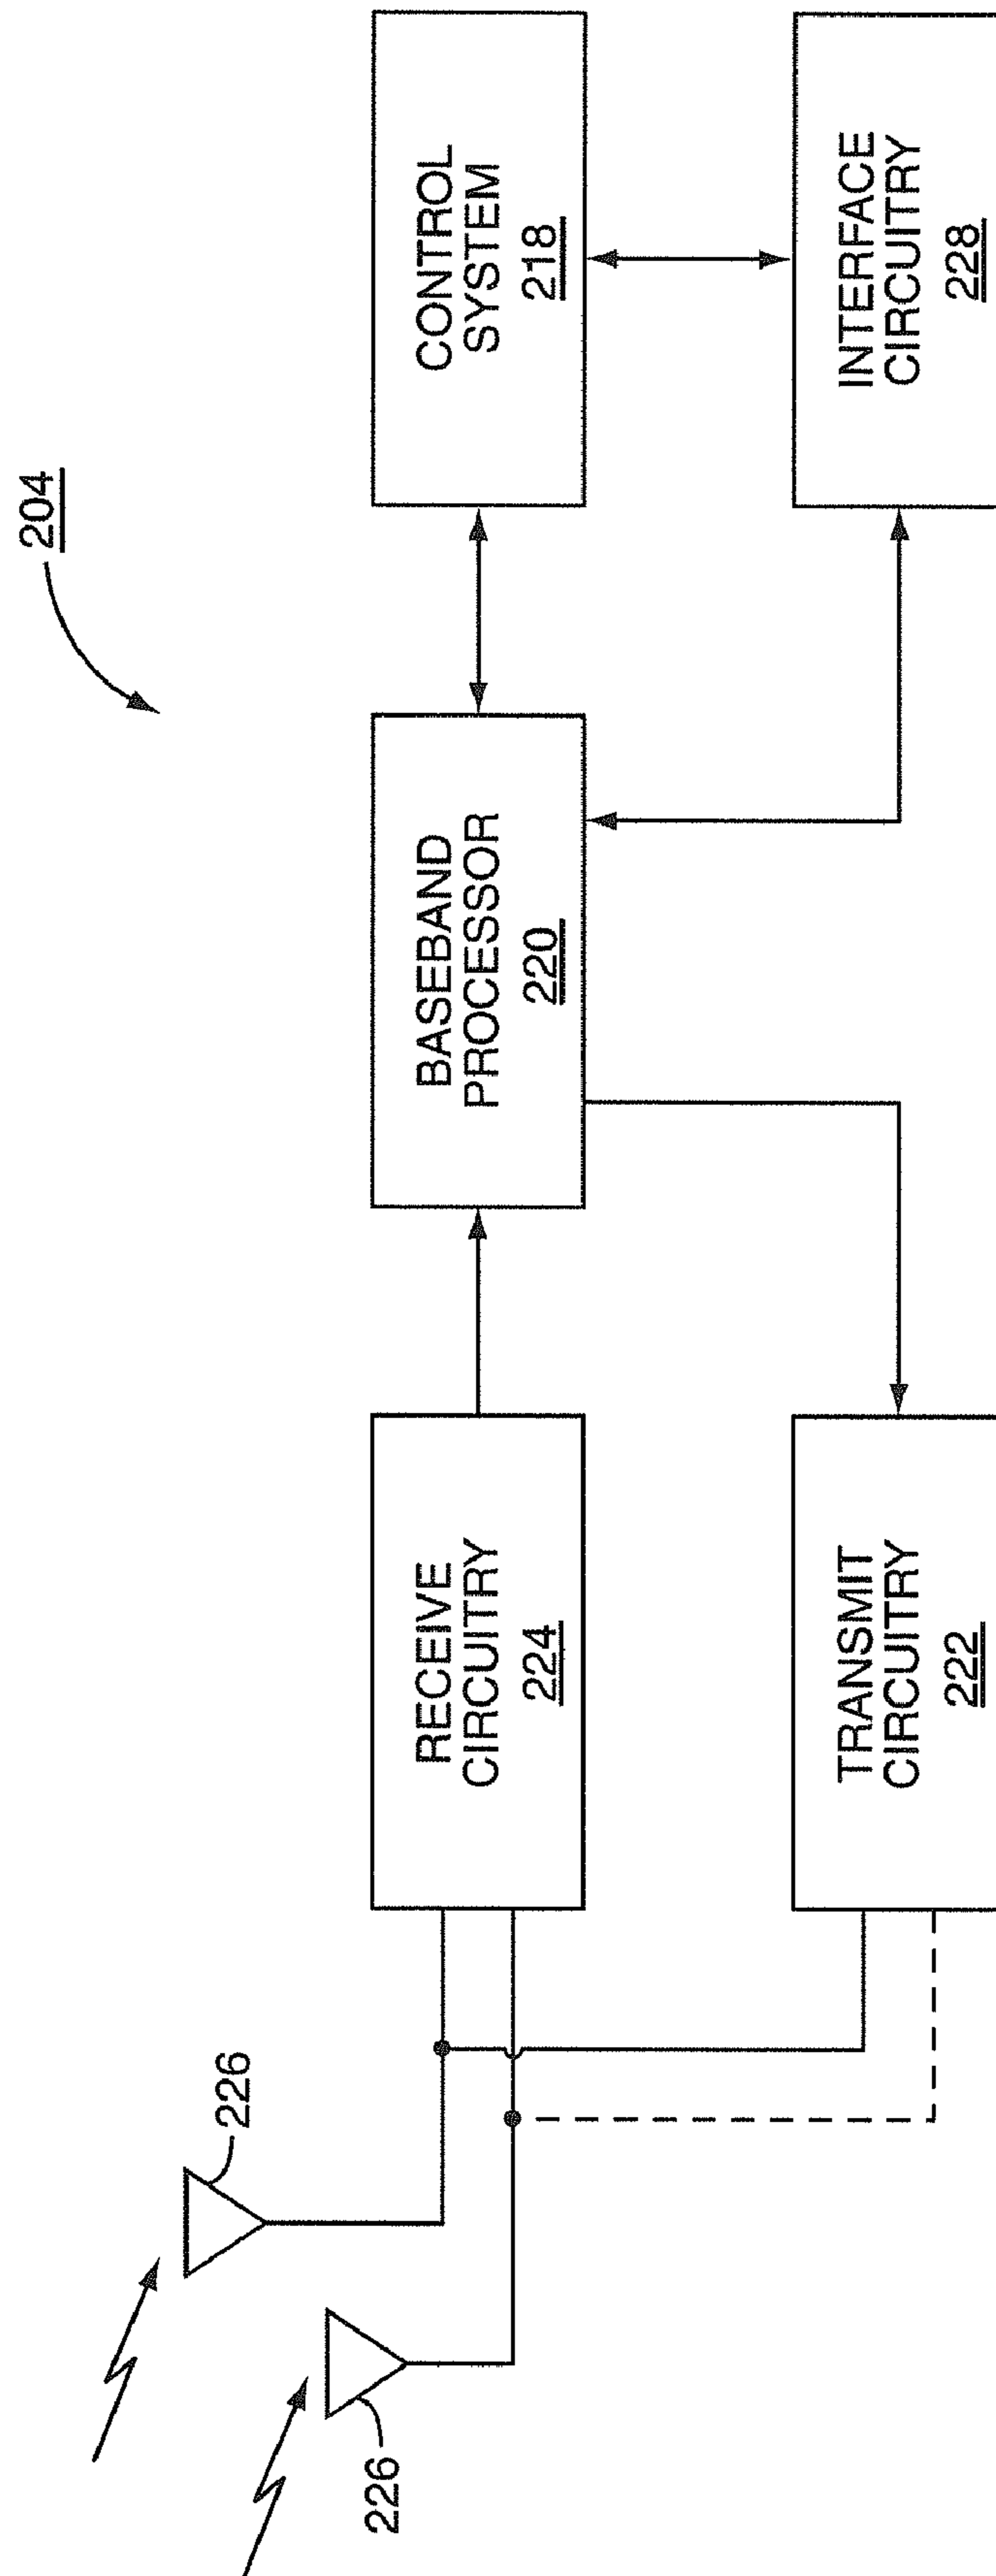 204
CONTROL
SYSTEM
218
BASEBAND
PROCESSOR
220
RECEIVE
CIRCUITRY
224
226
226
INTERFACE
CIRCUITRY
228
TRANSMIT
CIRCUITRY
222